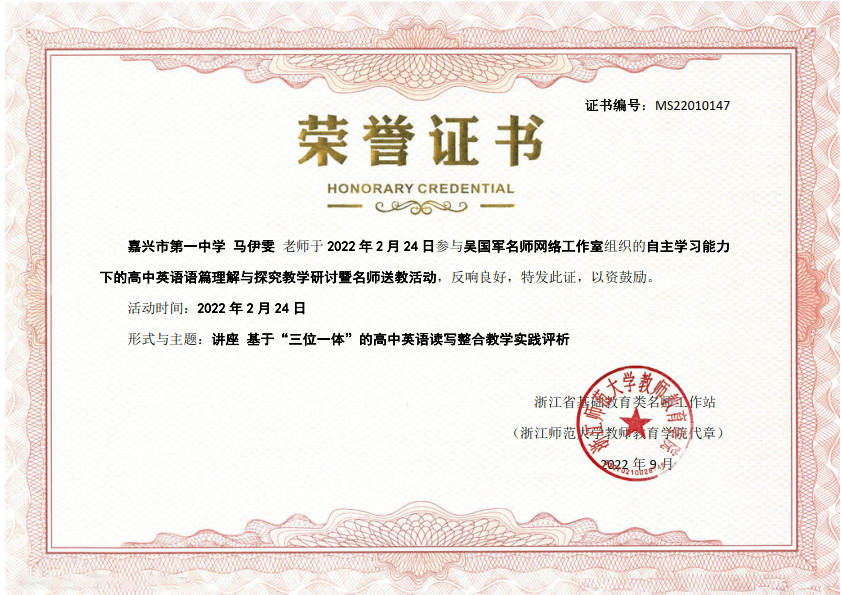 证书编号：MS22010147
荣誉证书
HONORARY CREDENTIAL
嘉兴市第一中学 马伊雯 老师于 2022 年 2 月 24 日参与吴国军名师网络工作室组织的自主学习能力
下的高中英语语篇理解与探究教学研讨暨名师送教活动，反响良好，特发此证，以资鼓励。
活动时间：2022 年 2 月 24 日
形式与主题：讲座 基于“三位一体”的高中英语读写整合教学实践评析
浙江省基础教育类名师工作站
（浙江师范大学教师教育学院代章）
2022 年 9 月
浙江师范大学教师教育学院